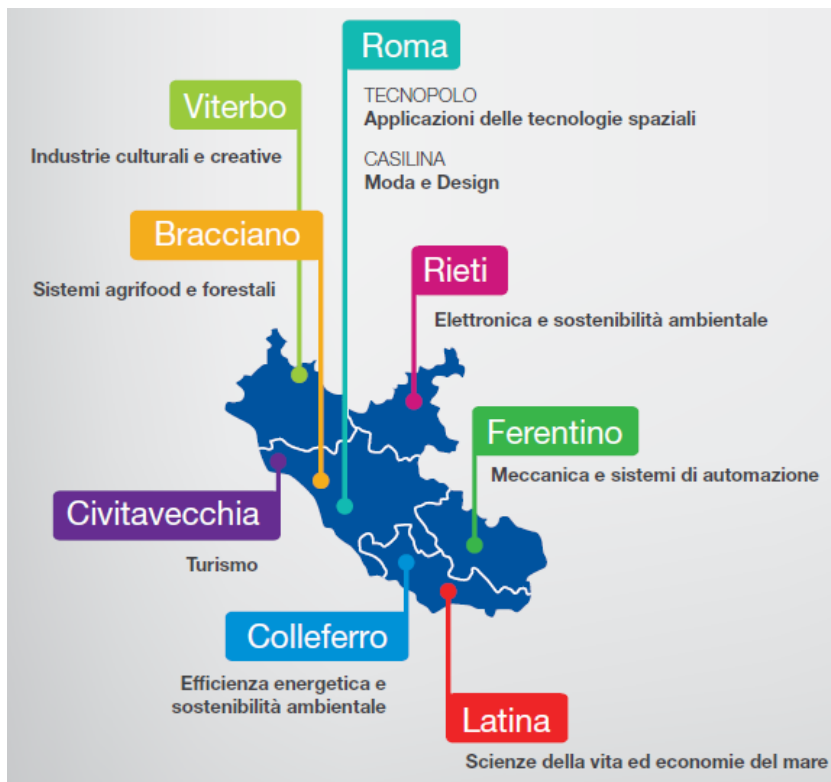 Roma
TECNOPOLO
Applicazioni delle tecnologie spaziali
CASILINA
Moda e Design
Viterbo
Industrie culturali e creative
Bracciano
Sistemi agrifood e forestali
Rieti
Elettronica e sostenibilità ambientale
Ferentino
Meccanica e sistemi di automazione
Civitavecchia
Turismo
Colleferro
Efficienza energetica e
sostenibilità ambientale
Latina
Scienze della vita ed economie del mare